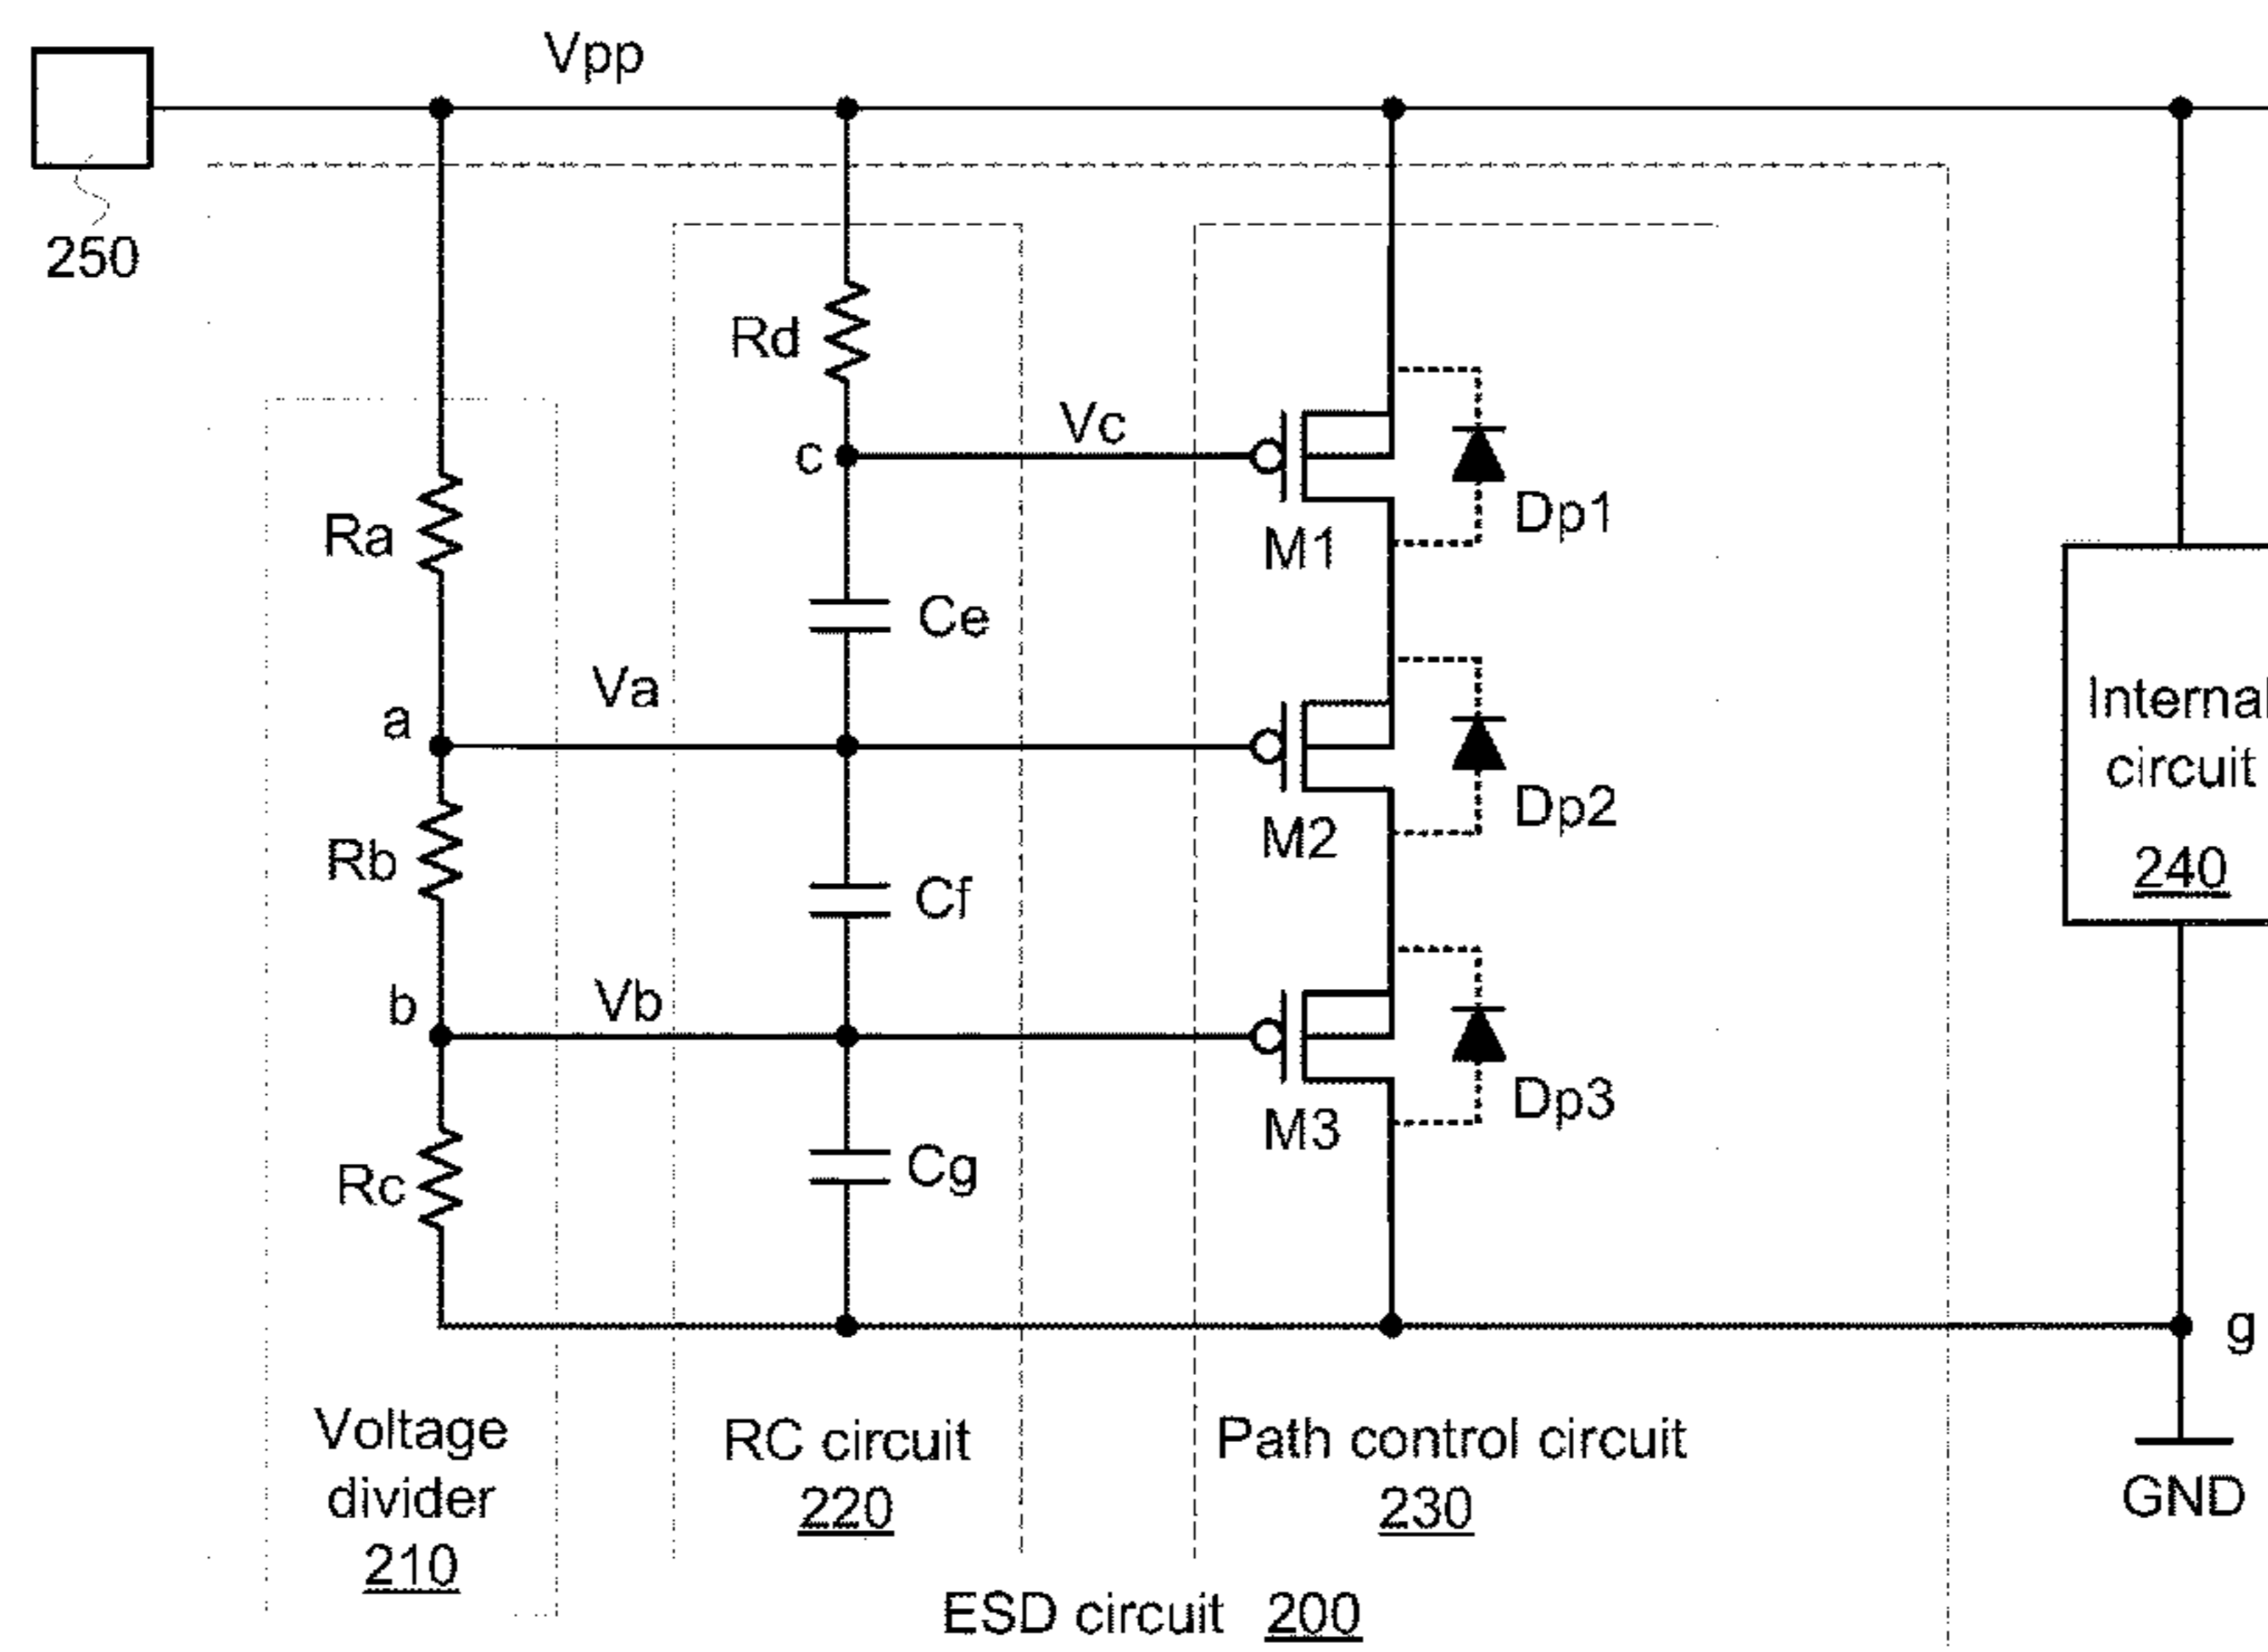 Vpp
250
Rd
Vc
c
Ra
Dp1
M1
Ce
Va
a
Internal
circuit
240
Rb
Dp2
M2
Cf
b
Vb
Dp3
M3
Cg
Rc
g
Voltage
divider
210
RC circuit
220
Path control circuit
230
GND
ESD circuit 200